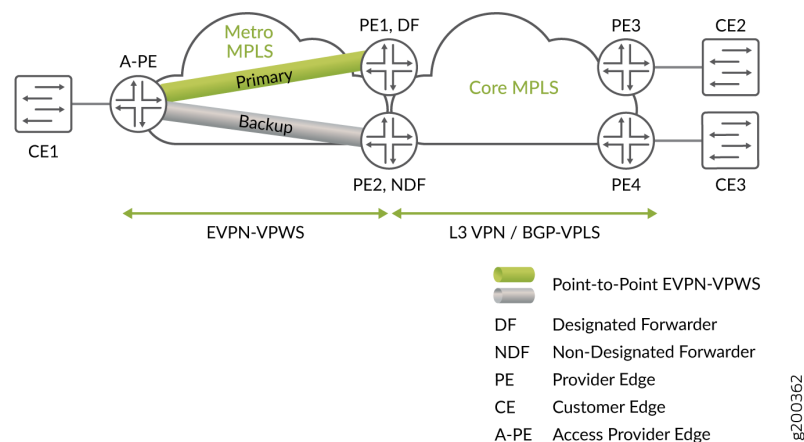 Metro
MPLS
PE1, DF
PE3
CE2
A-PE
Primary
Core MPLS
Backup
CE1
PE2, NDF
PE4
CE3
EVPN-VPWS
L3 VPN / BGP-VPLS
Point-to-Point EVPN-VPWS
DF Designated Forwarder
NDF Non-Designated Forwarder
PE Provider Edge
CE Customer Edge
A-PE Access Provider Edge
g200362